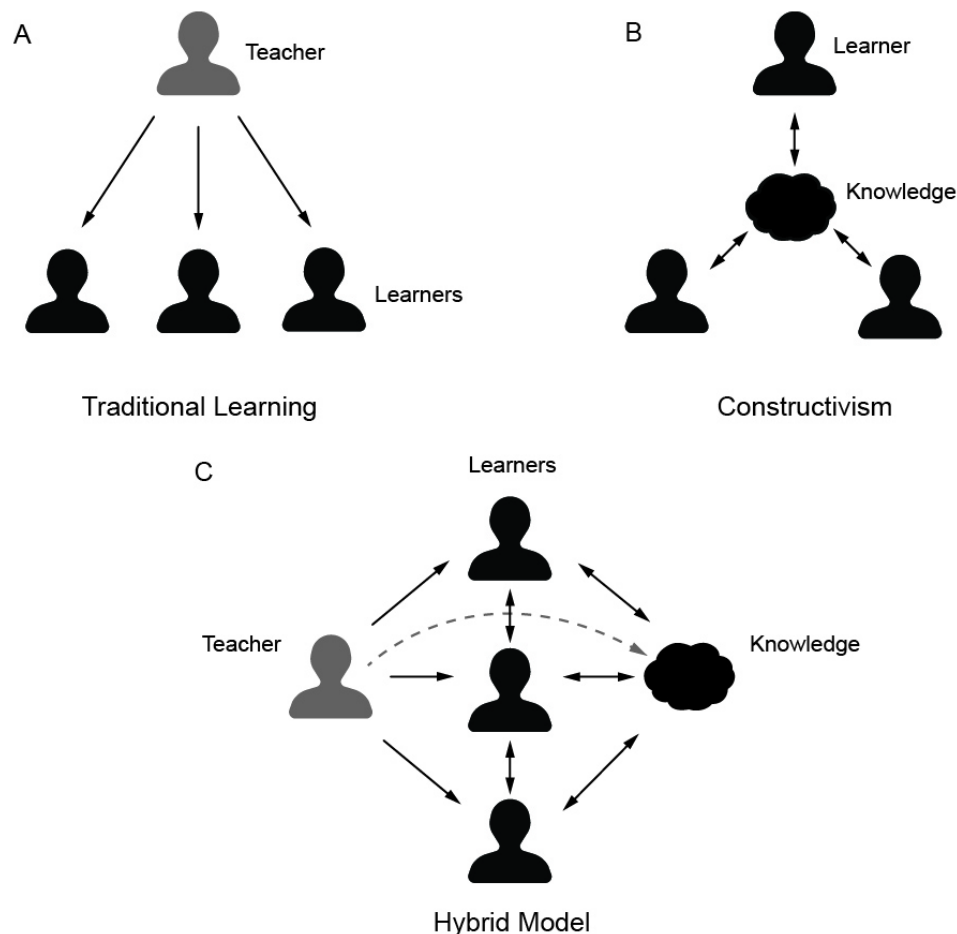 A
Teacher
Learners
Traditional Learning
B
Learner
Knowledge
Constructivism
C
Learners
Teacher
Knowledge
Hybrid Model